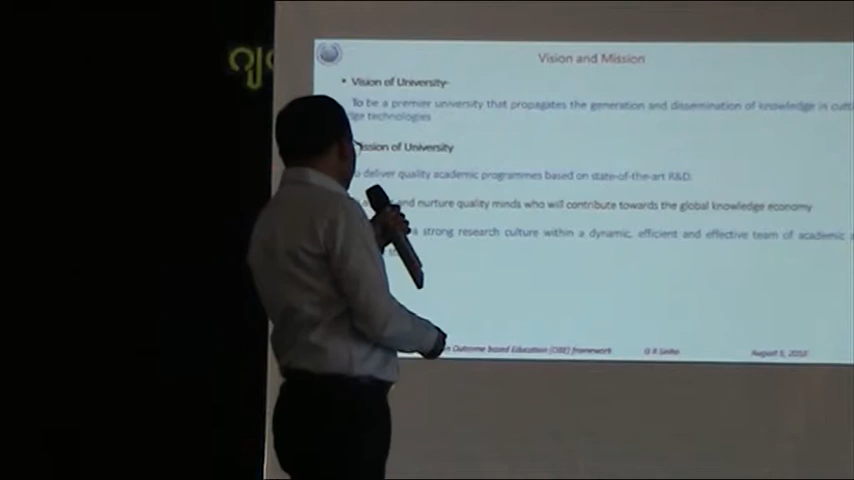 Vision and Mission
• Vision of University-
To be a premier university that propagates the generation and dissemination of knowledge in
technologies
of University
deliver quality academic programmes based on state-of-the-art R&D.
and nurture quality minds who will contribute towards the global knowledge economy
a strong research culture within a dynamic, efficient and effective team of academic
Outcome based Education (OBE) framework
G R Sinha
August 5, 2018